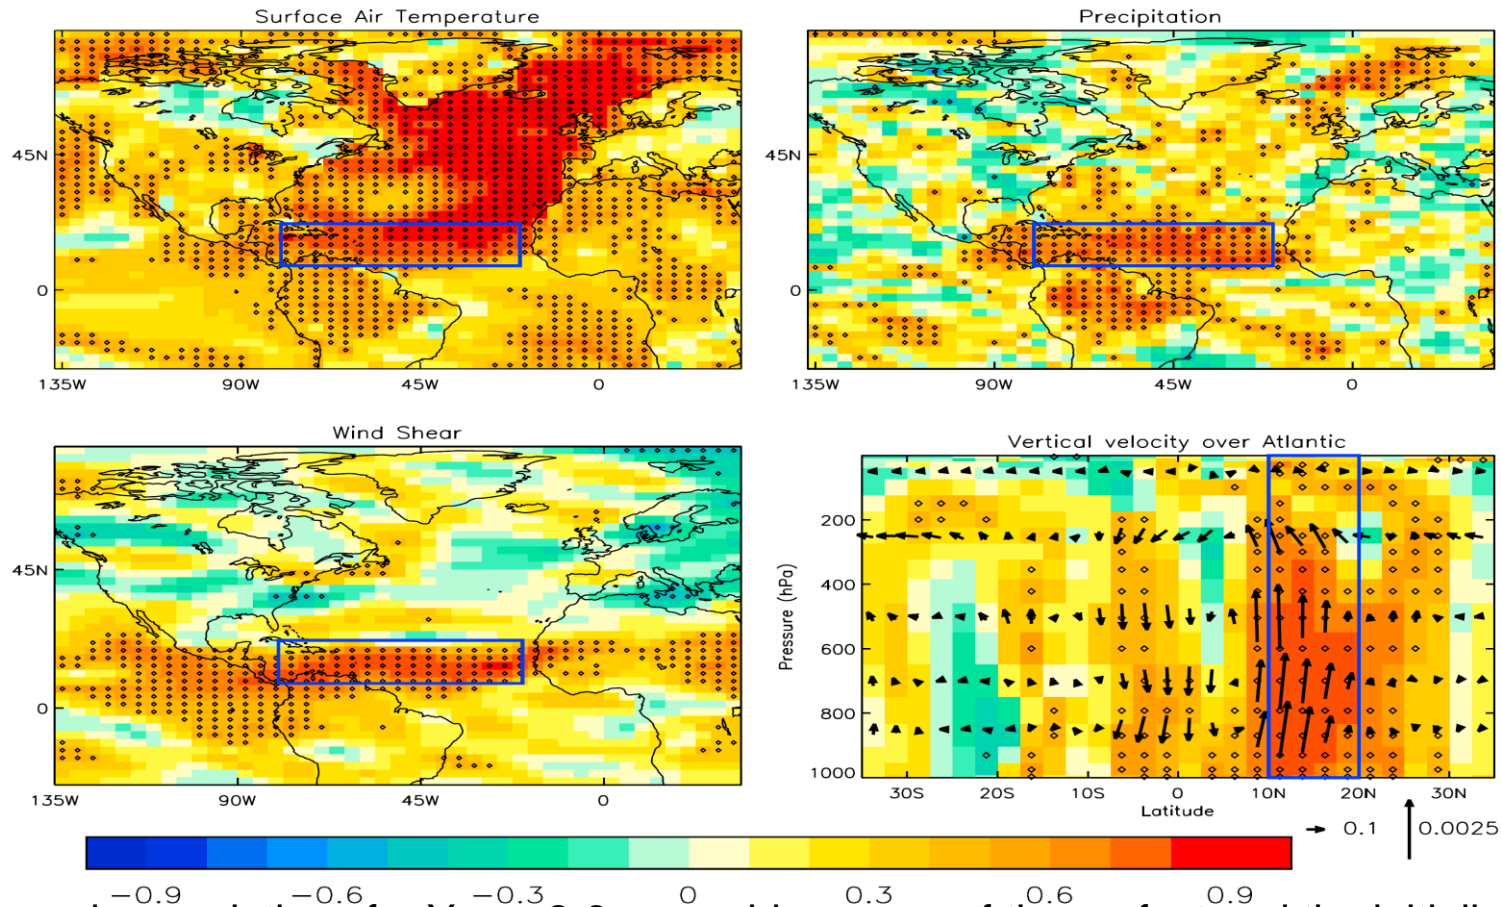 Surface Air Temperature
Precipitation
45N
0
135W
90W
45W
0
45N
0
135W
90W
45W
0
Wind Shear
Vertical velocity over Atlantic
45N
0
135W
90W
45W
0
Pressure (hPa)
200
400
600
800
1000
30S
20S
10S
0
10N
20N
30N
Latitude
0.1
0.0025
−0.9
−0.6
−0.3
0
0.3
0.6
0.9